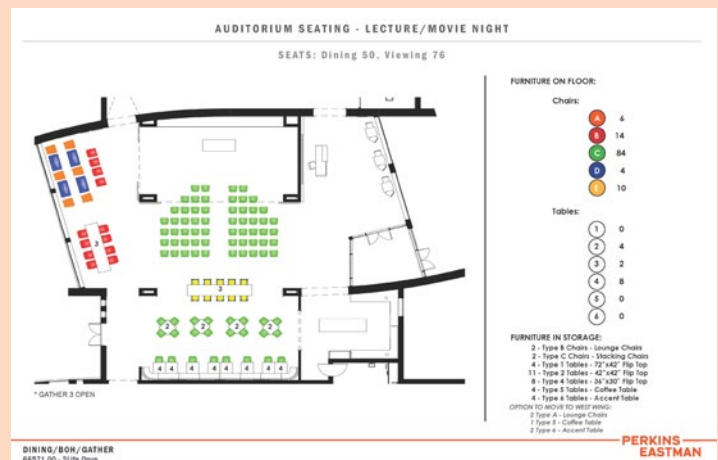 AUDITORIUM SEATING - LECTURE/MOVIE NIGHT
SEATS: Dining 50, Viewing 76
FURNITURE ON FLOOR:
Chairs:
A 6
B 14
C 84
D 4
E 10
Tables:
1 0
2 4
3 2
4 8
5 0
6 0
FURNITURE IN STORAGE:
2 - Type B Chairs - Lounge Chairs
2 - Type C Chairs - Stacking Chairs
4 - Type 1 Tables - 72"x42" Flip Top
11 - Type 2 Tables - 42"x42" Flip Top
8 - Type 4 Tables - 36"x30" Flip Top
4 - Type 5 Tables - Coffee Table
4 - Type 6 Tables - Accent Table
OPTION TO MOVE TO WEST WING:
2 Type A - Lounge Chairs
1 Type 5 - Coffee Table
2 Type 6 - Accent Table
3
3
2 2 2 2
4 4 4 4 4 4 4 4
* GATHER 3 OPEN
DINING/BOH/GATHER
PERKINS
EASTMAN